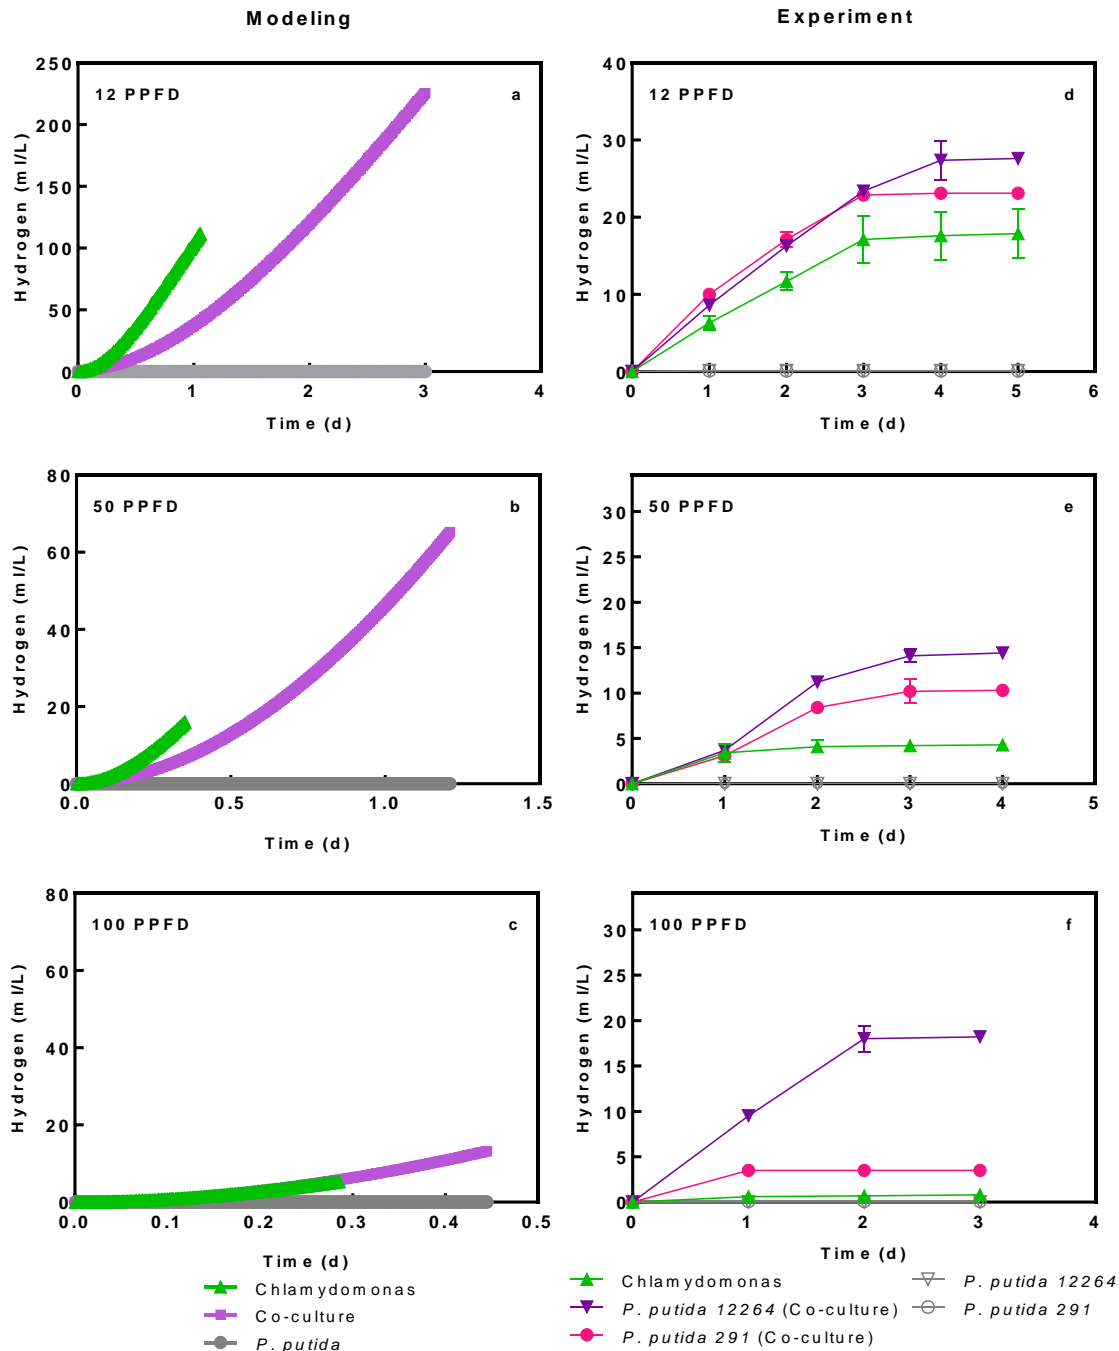 Modeling
Experiment
250
200
150
100
50
0
Hydrogen (ml/L)
12 PPFD
a
0 1 2 3 4
Time (d)
40
30
20
10
0
Hydrogen (ml/L)
12 PPFD
d
0 1 2 3 4 5 6
Time (d)
80
60
40
20
0
Hydrogen (ml/L)
50 PPFD
b
0.0 0.5 1.0 1.5
Time (d)
30
25
20
15
10
5
0
Hydrogen (ml/L)
50 PPFD
e
0 1 2 3 4 5
Time (d)
80
60
40
20
0
Hydrogen (ml/L)
100 PPFD
c
0.0 0.1 0.2 0.3 0.4 0.5
Time (d)
30
25
20
15
10
5
0
Hydrogen (ml/L)
100 PPFD
f
0 1 2 3 4
Time (d)
Chlamydomonas
Co-culture
P. putida
Chlamydomonas
P. putida 12264 (Co-culture)
P. putida 291 (Co-culture)
P. putida 12264
P. putida 291